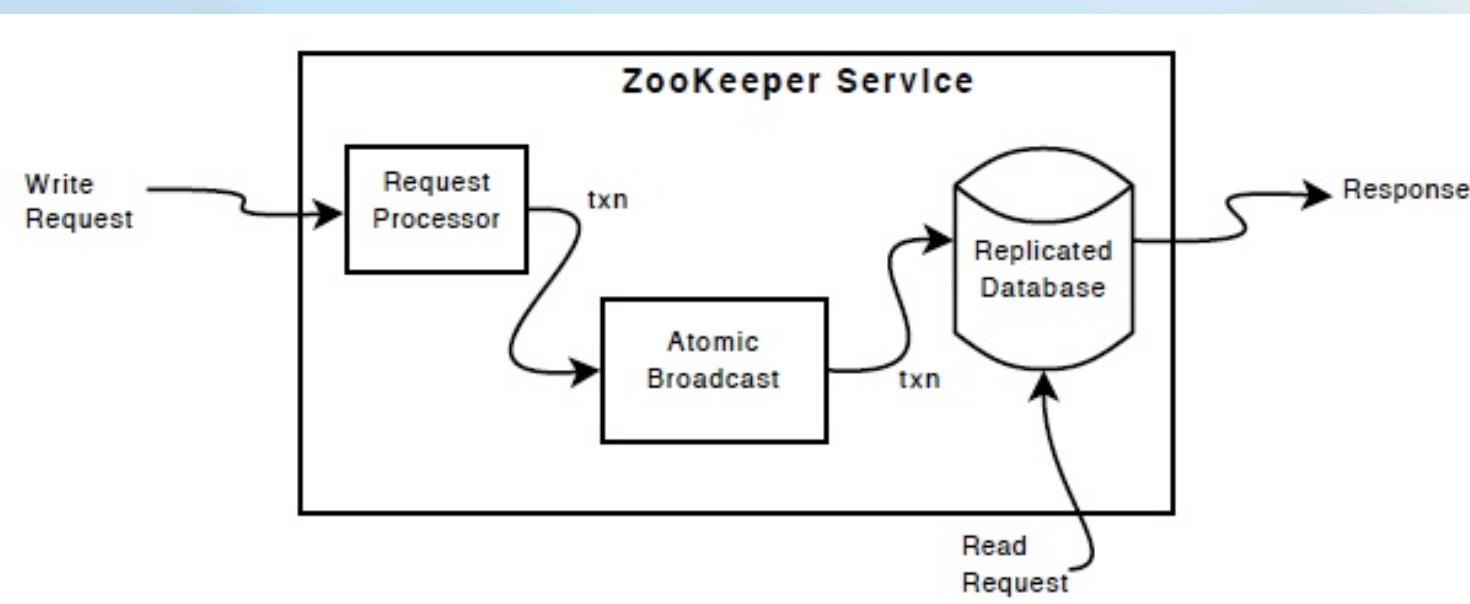 ZooKeeper Service
Write
Request
Request
Processor
txn
Atomic
Broadcast
txn
Replicated
Database
Response
Read
Request